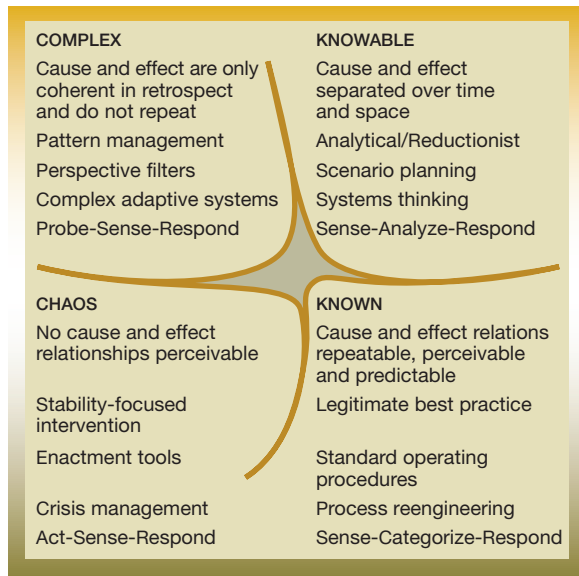 COMPLEX
Cause and effect are only
coherent in retrospect
and do not repeat
Pattern management
Perspective filters
Complex adaptive systems
Probe-Sense-Respond
KNOWABLE
Cause and effect
separated over time
and space
Analytical/Reductionist
Scenario planning
Systems thinking
Sense-Analyze-Respond
CHAOS
No cause and effect
relationships perceivable
Stability-focused
intervention
Enactment tools
Crisis management
Act-Sense-Respond
KNOWN
Cause and effect relations
repeatable, perceivable
and predictable
Legitimate best practice
Standard operating
procedures
Process reengineering
Sense-Categorize-Respond